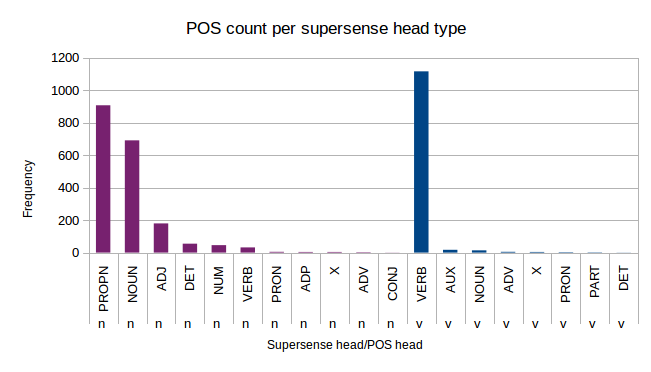 POS count per supersense head type
1200
1000
800
600
400
200
0
Frequency
PROPN NOUN ADJ DET NUM VERB PRON ADP X ADV CONJ VERB AUX NOUN ADV X PRON PART DET
n n n n n n n n n n n v v v v v v v v
Supersense head/POS head